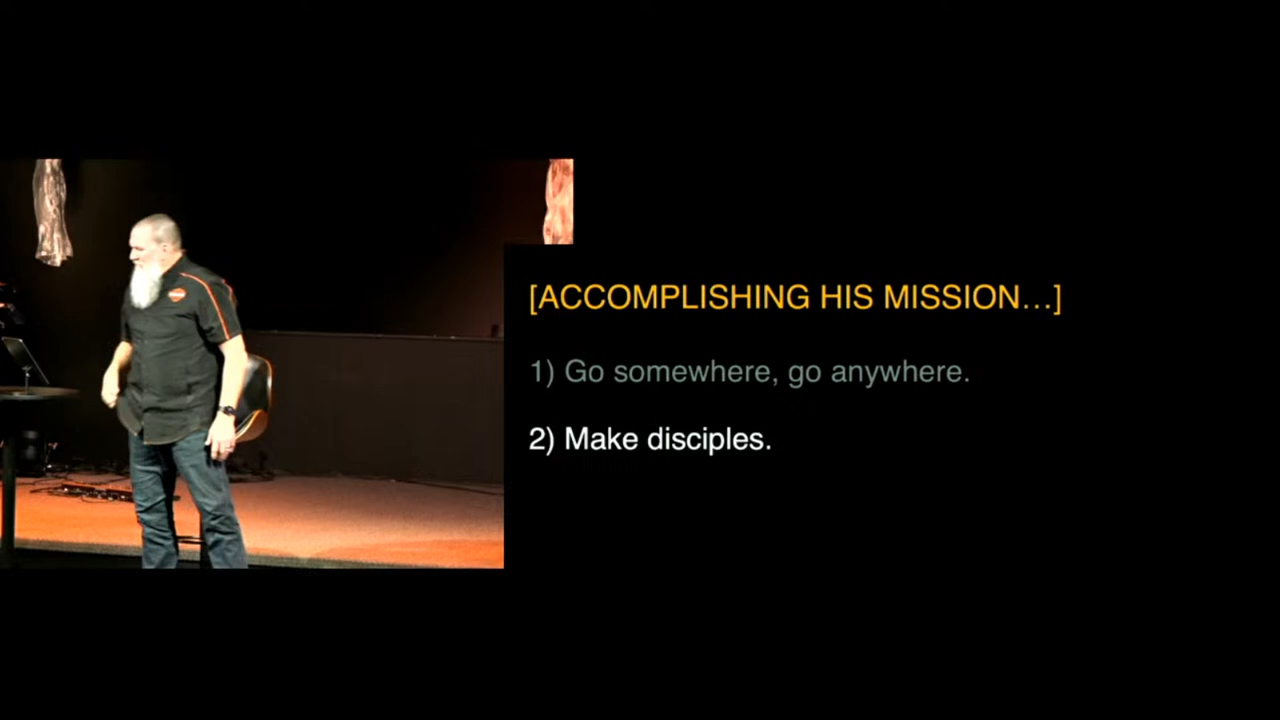 [ACCOMPLISHING HIS MISSION…]
1) Go somewhere, go anywhere.
2) Make disciples.